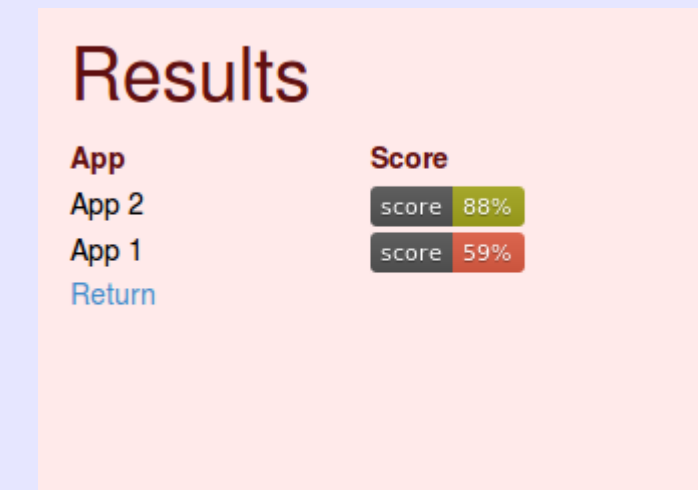 Results
App Score
App 2 score 88%
App 1 score 59%
Return